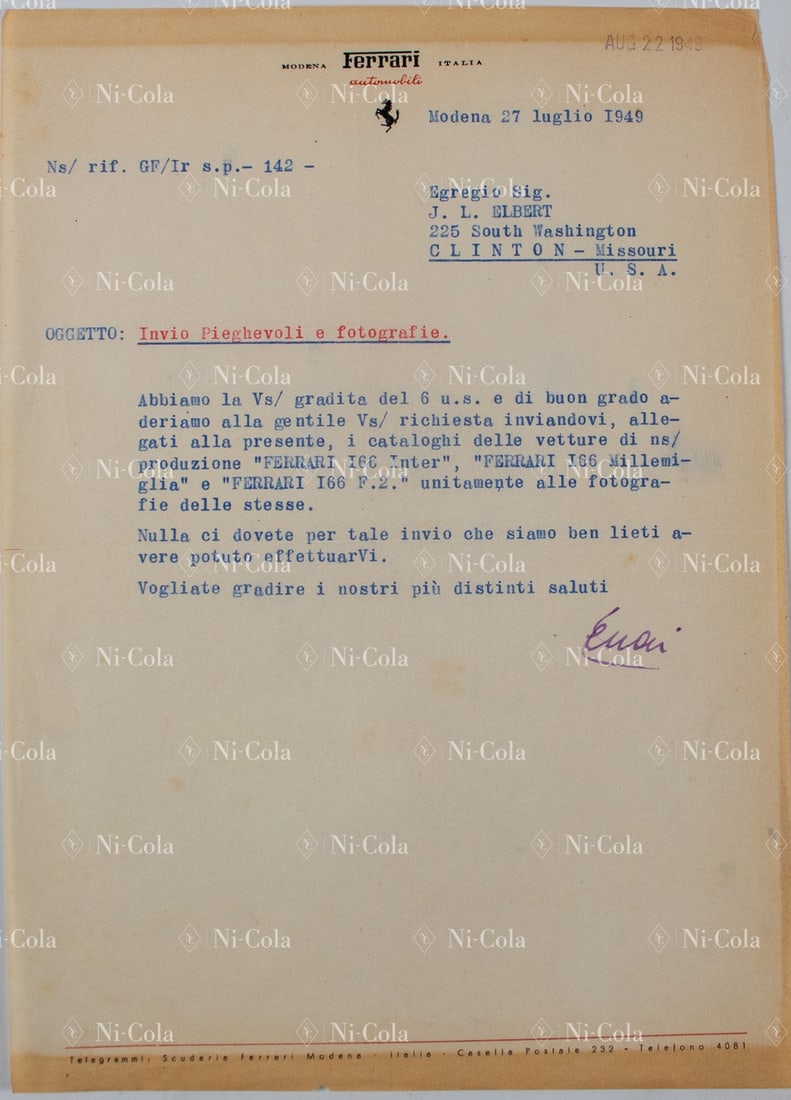 AUG 22 1949
MODENA Ferrari ITALIA
automobili
Modena 27 luglio I949
Ns/ rif. GF/Ir s.p.- 142 -
Egregio Sig.
J. L. ELBERT
225 South Washington
C L I N T O N - Missouri
U. S. A.
OGGETTO: Invio Pieghevoli e fotografie.
Abbiamo la Vs/ gradita del 6 u.s. e di buon grado a-
deriamo alla gentile Vs/ richiesta inviandovi, alle-
gati alla presente, i cataloghi delle vetture di ns/
produzione "FERRARI I66 Inter", "FERRARI I66 Millemi-
glia" e "FERRARI I66 F.2." unitamente alle fotogra-
fie delle stesse.
Nulla ci dovete per tale invio che siamo ben lieti a-
vere potuto effettuarVi.
Vogliate gradire i nostri più distinti saluti
Telegrammi: Scuderia Ferrari Modena - Italia - Casella Postale 232 - Telefono 4081
Ni-Cola